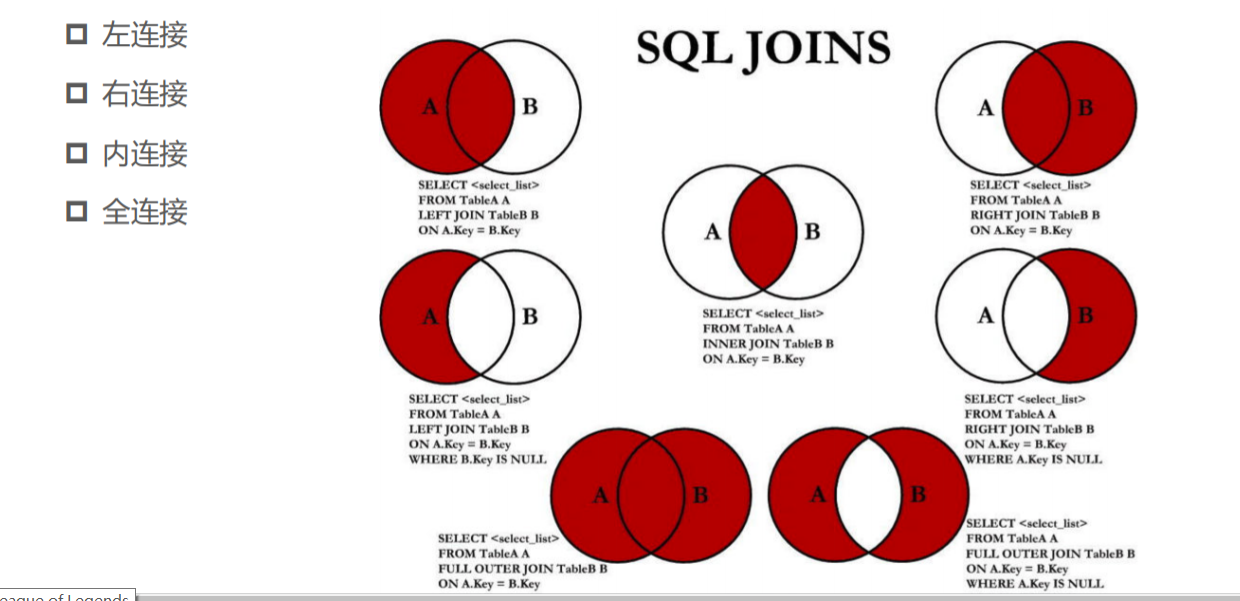 左连接
右连接
内连接
全连接
SQL JOINS
A B
SELECT <select_list>
FROM TableA A
LEFT JOIN TableB B
ON A.Key = B.Key
A B
SELECT <select_list>
FROM TableA A
INNER JOIN TableB B
ON A.Key = B.Key
A B
SELECT <select_list>
FROM TableA A
RIGHT JOIN TableB B
ON A.Key = B.Key
A B
SELECT <select_list>
FROM TableA A
LEFT JOIN TableB B
ON A.Key = B.Key
WHERE B.Key IS NULL
A B
SELECT <select_list>
FROM TableA A
RIGHT JOIN TableB B
ON A.Key = B.Key
WHERE A.Key IS NULL
A B
SELECT <select_list>
FROM TableA A
FULL OUTER JOIN TableB B
ON A.Key = B.Key
A B
SELECT <select_list>
FROM TableA A
FULL OUTER JOIN TableB B
ON A.Key = B.Key
WHERE A.Key IS NULL
of Legends